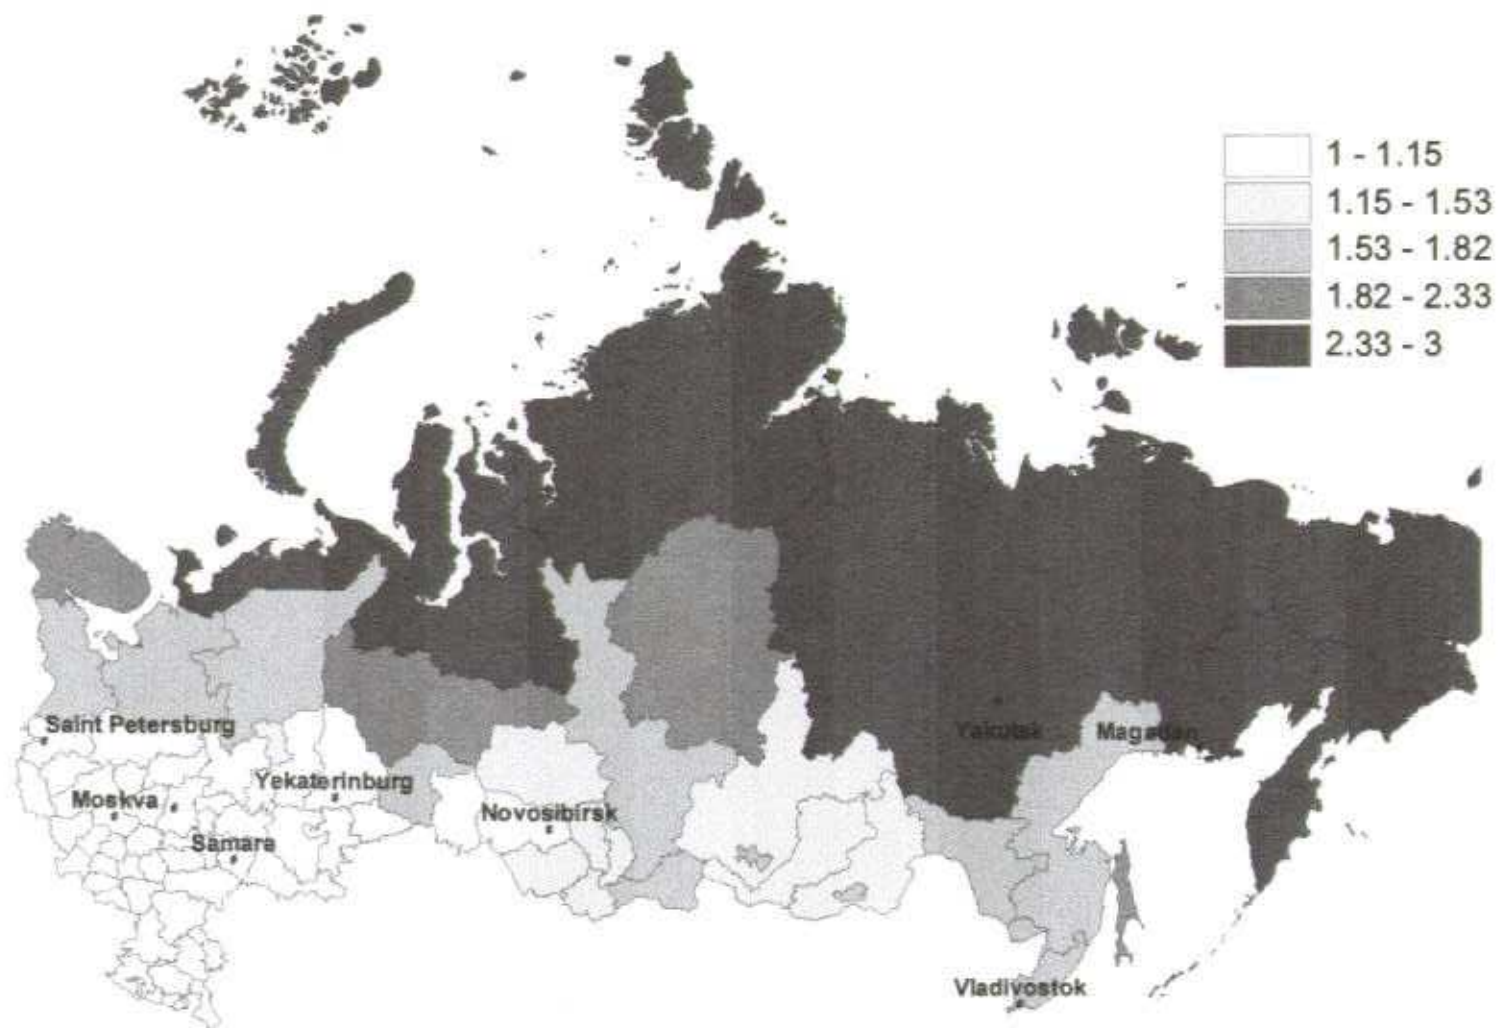 1 - 1.15
1.15 - 1.53
1.53 - 1.82
1.82 - 2.33
2.33 - 3
Saint Petersburg
Yakutsk
Magadan
Yekaterinburg
Moskva
Novosibirsk
Samara
Vladivostok